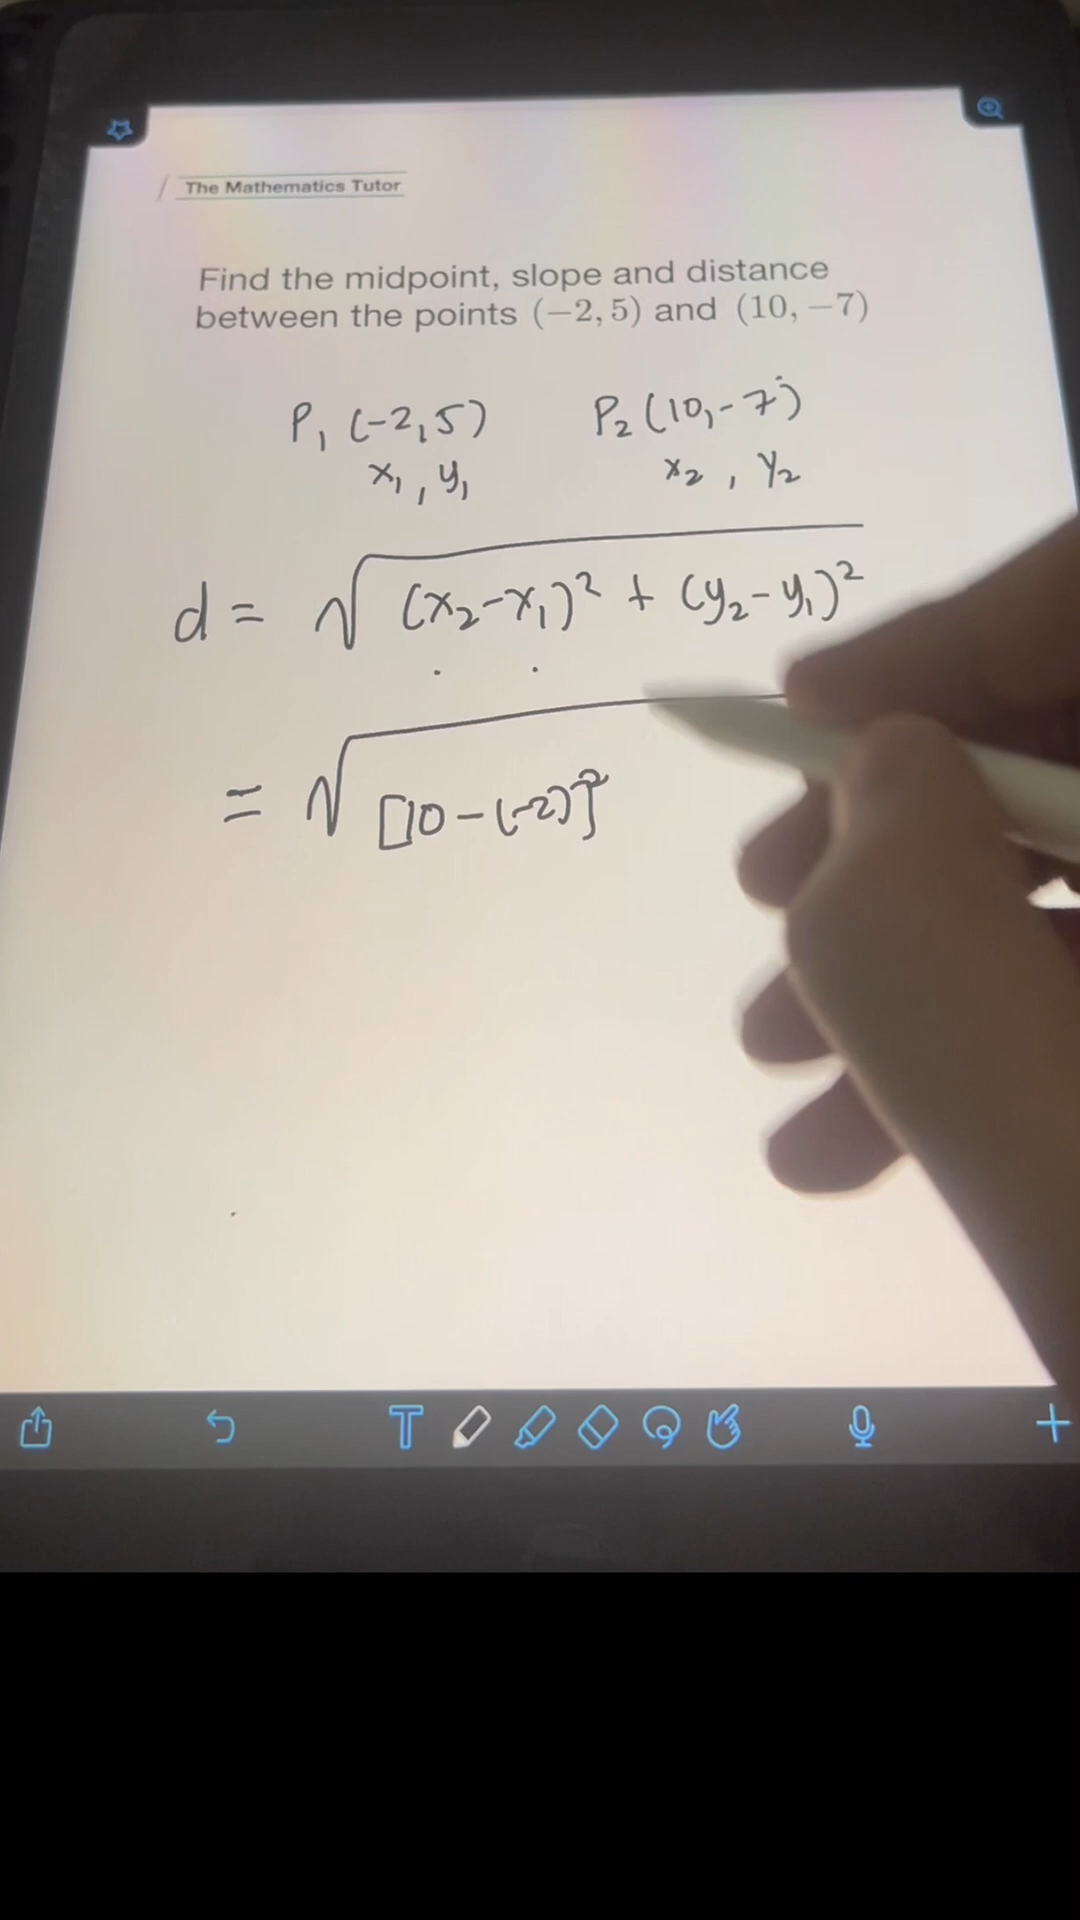 The Mathematics Tutor
Find the midpoint, slope and distance
between the points (−2, 5) and (10, −7)
P₁ (-2, 5) P₂ (10, -7)
x₁, y₁ x₂, y₂
d = √((x₂-x₁)² + (y₂-y₁)²)
= √([10-(-2)]²
T